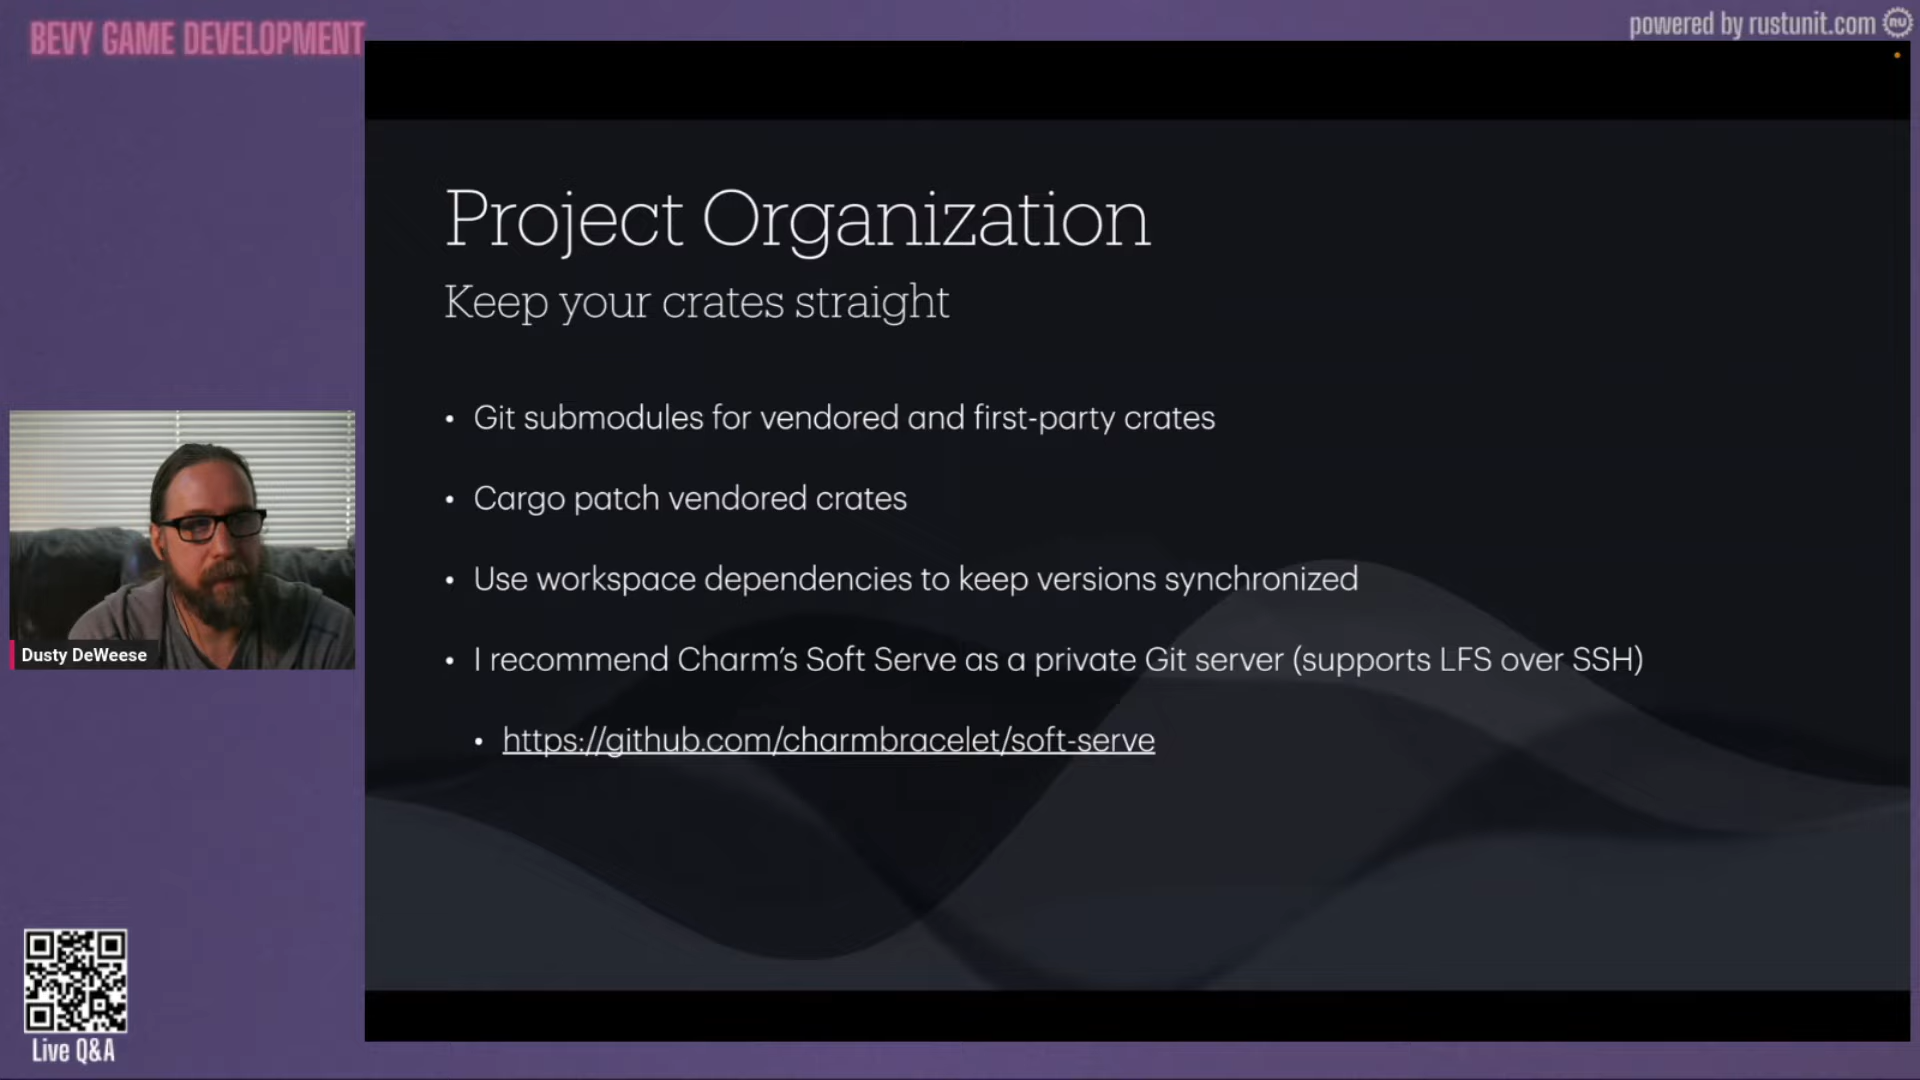 BEVY GAME DEVELOPMENT
powered by rustunit.com
RU
Project Organization
Keep your crates straight
• Git submodules for vendored and first-party crates
• Cargo patch vendored crates
• Use workspace dependencies to keep versions synchronized
• I recommend Charm’s Soft Serve as a private Git server (supports LFS over SSH)
• https://github.com/charmbracelet/soft-serve
Dusty DeWeese
Live Q&A